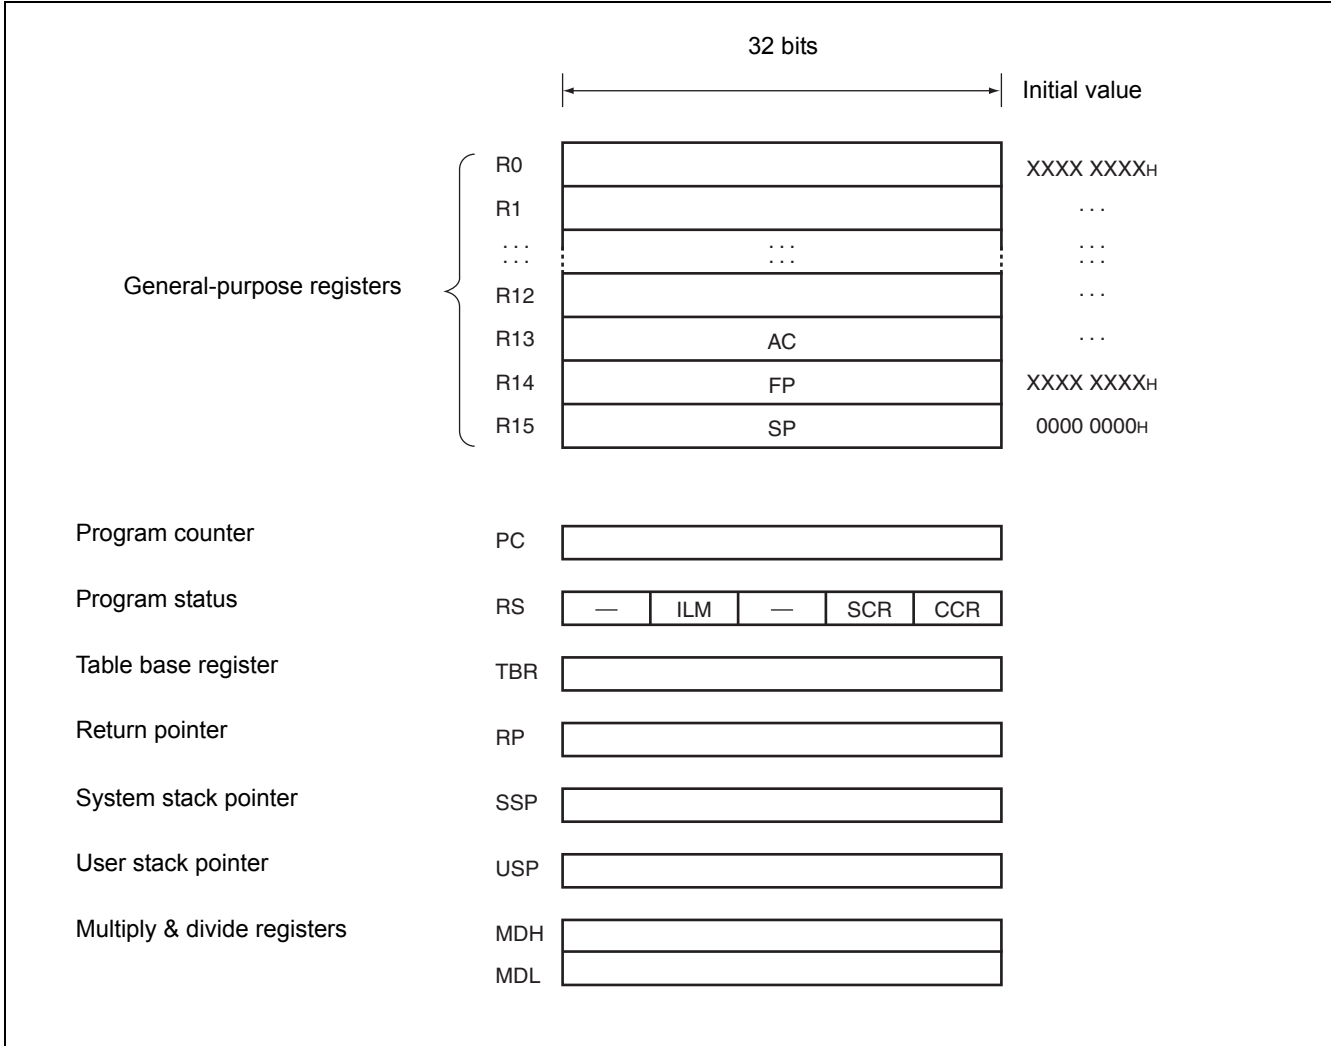 32 bits
Initial value
R0 XXXX XXXXH
R1 ...
... ... ...
... ... ...
General-purpose registers
R12 ...
R13 AC ...
R14 FP XXXX XXXXH
R15 SP 0000 0000H
Program counter PC
Program status RS — ILM — SCR CCR
Table base register TBR
Return pointer RP
System stack pointer SSP
User stack pointer USP
Multiply & divide registers MDH
MDL